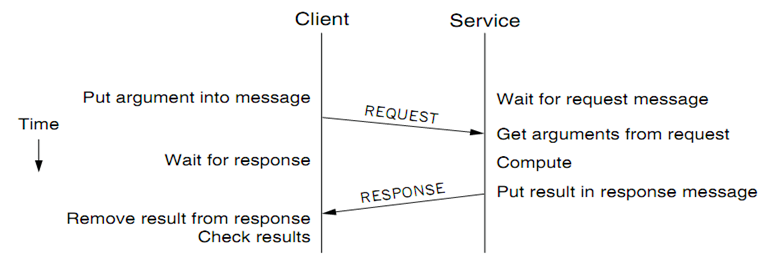 Client
Service
Put argument into message
Wait for request message
REQUEST
Time
Get arguments from request
Wait for response
Compute
RESPONSE
Put result in response message
Remove result from response
Check results